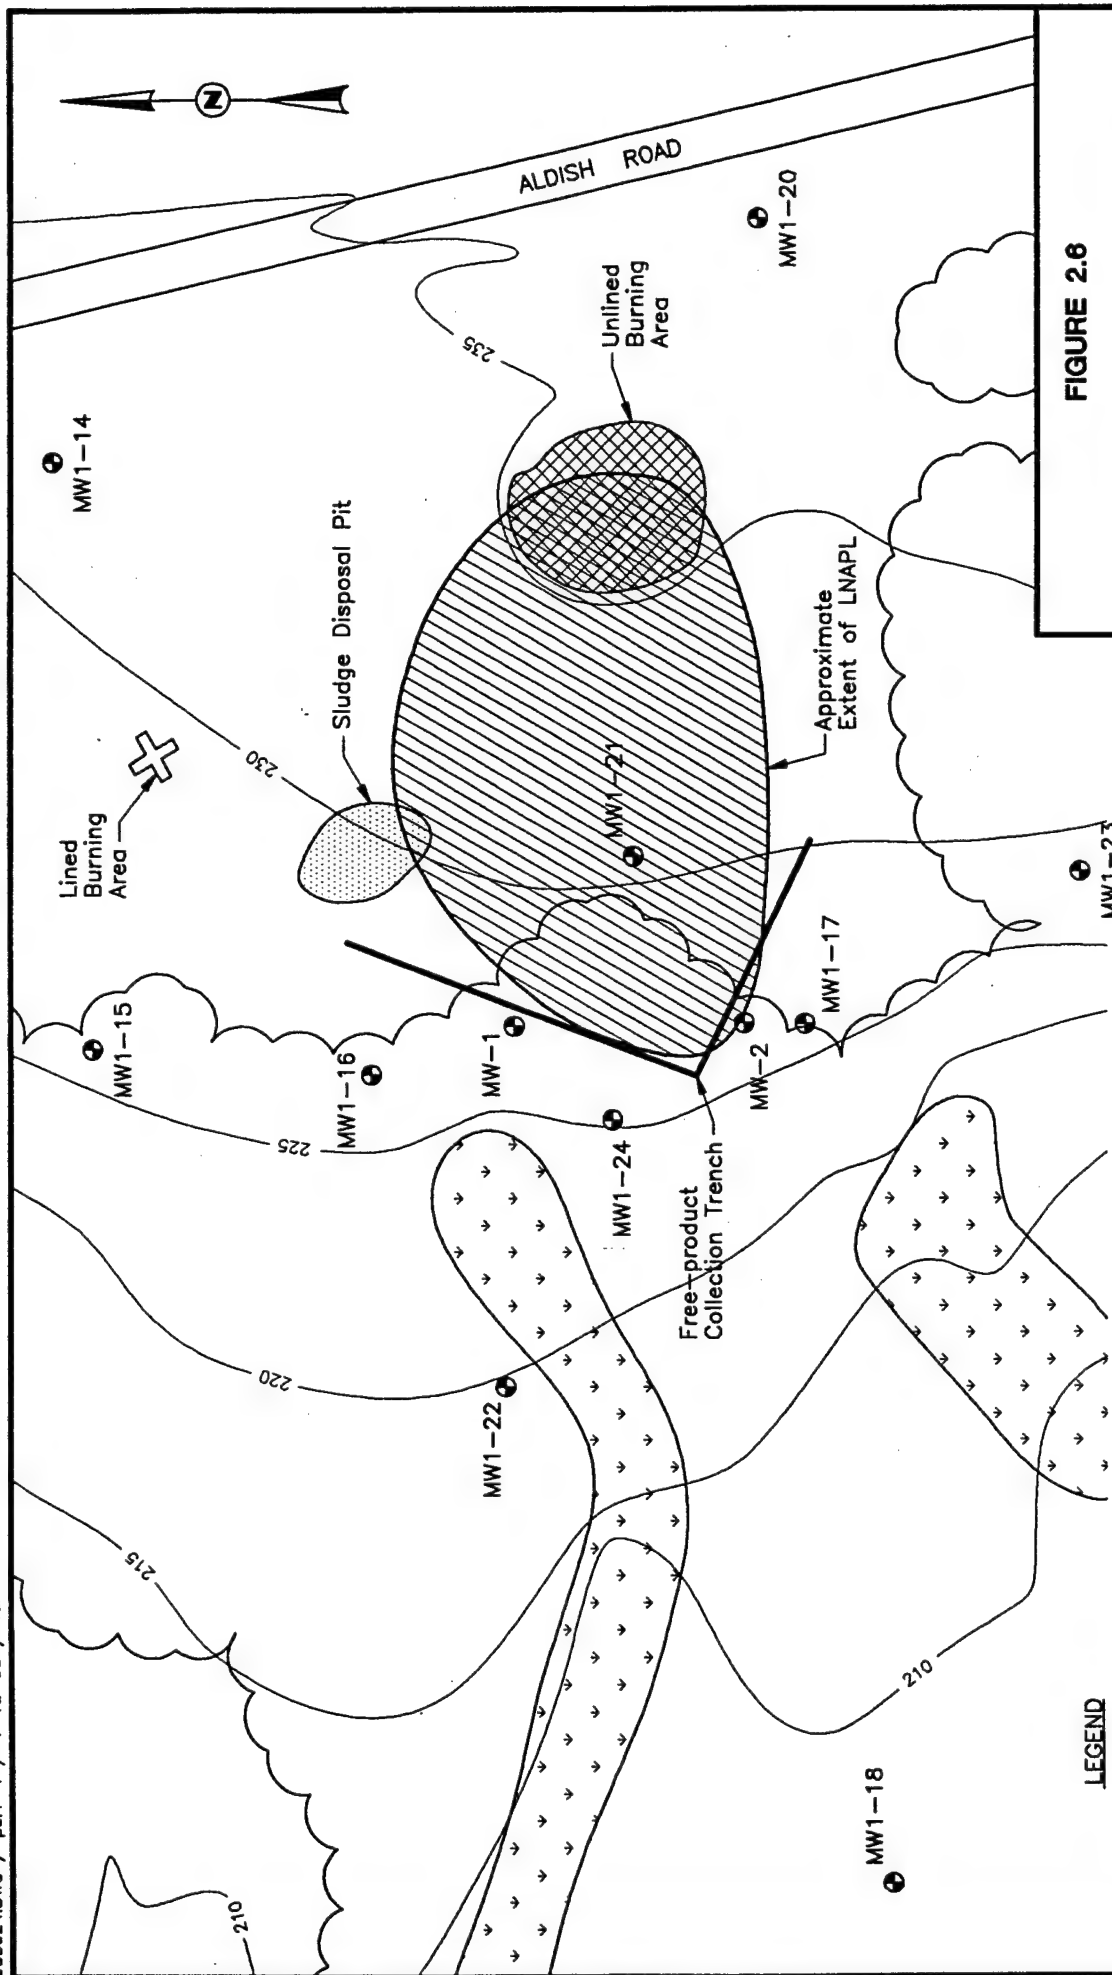 N
ALDISH ROAD
MW1-20
MW1-14
235
Unlined
Burning
Area
FIGURE 2.6
Sludge Disposal Pit
Lined
Burning
Area
230
MW1-21
Approximate
Extent of LNAPL
MW1-15
MW1-16
MW-1
MW-2
MW1-17
MW1-23
225
MW1-24
Free-product
Collection Trench
220
MW1-22
215
210
210
MW1-18
LEGEND